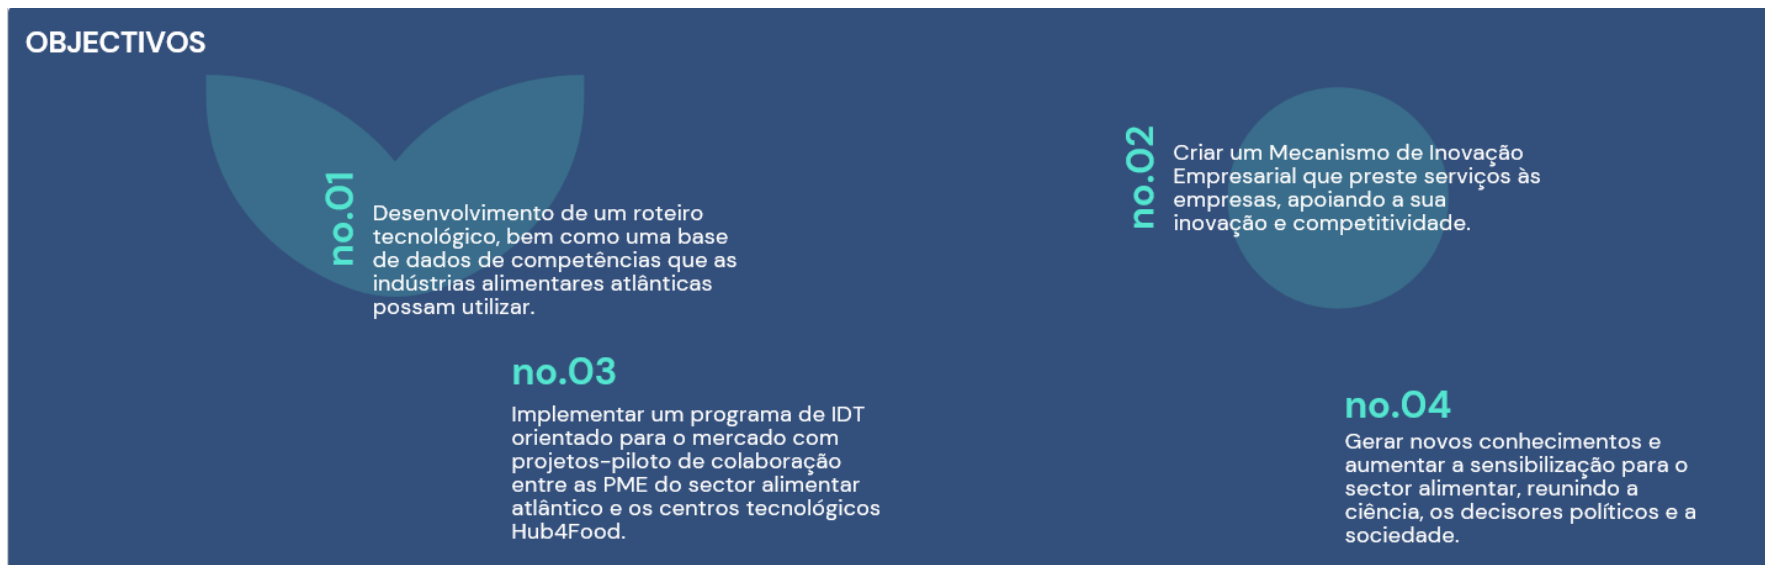 OBJECTIVOS
no.01
Desenvolvimento de um roteiro
tecnológico, bem como uma base
de dados de competências que as
indústrias alimentares atlânticas
possam utilizar.
no.02
Criar um Mecanismo de Inovação
Empresarial que preste serviços às
empresas, apoiando a sua
inovação e competitividade.
no.03
Implementar um programa de IDT
orientado para o mercado com
projetos-piloto de colaboração
entre as PME do sector alimentar
atlântico e os centros tecnológicos
Hub4Food.
no.04
Gerar novos conhecimentos e
aumentar a sensibilização para o
sector alimentar, reunindo a
ciência, os decisores políticos e a
sociedade.